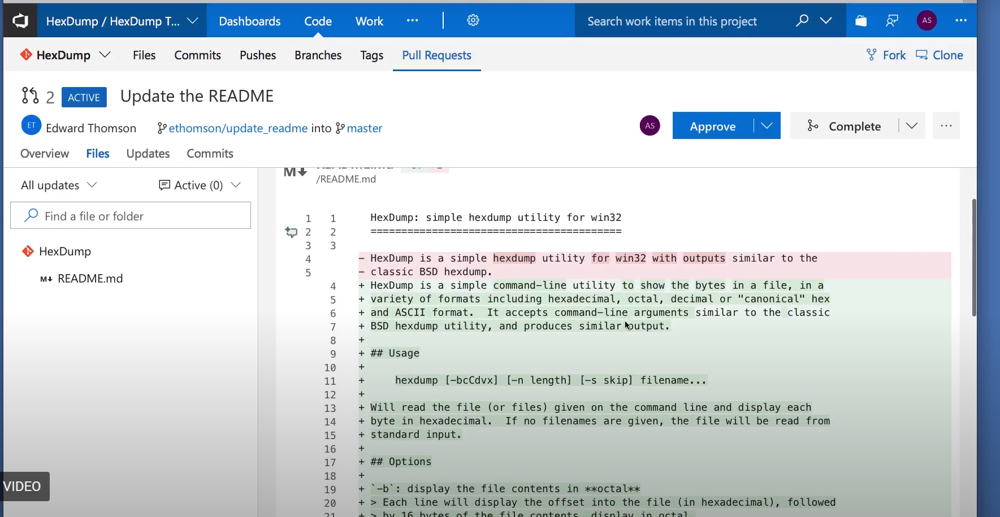 HexDump / HexDump T... Dashboards Code Work ... Search work items in this project AS ...
HexDump Files Commits Pushes Branches Tags Pull Requests Fork Clone
2 ACTIVE Update the README
ET Edward Thomson ethomson/update_readme into master AS Approve Complete ...
Overview Files Updates Commits
All updates Active (0)
Find a file or folder
HexDump
M↓ README.md
M↓ README.md
/README.md
1 1 HexDump: simple hexdump utility for win32
2 2 =========================================
3 3
4 - HexDump is a simple hexdump utility for win32 with outputs similar to the
5 - classic BSD hexdump.
4 + HexDump is a simple command-line utility to show the bytes in a file, in a
5 + variety of formats including hexadecimal, octal, decimal or "canonical" hex
6 + and ASCII format.  It accepts command-line arguments similar to the classic
7 + BSD hexdump utility, and produces similar output.
8 +
9 + ## Usage
10 +
11 +     hexdump [-bcCdvx] [-n length] [-s skip] filename...
12 +
13 + Will read the file (or files) given on the command line and display each
14 + byte in hexadecimal.  If no filenames are given, the file will be read from
15 + standard input.
16 +
17 + ## Options
18 +
19 + `-b`: display the file contents in **octal**
20 + > Each line will display the offset into the file (in hexadecimal), followed
21 + > by 16 bytes of the file contents, display in octal.
VIDEO